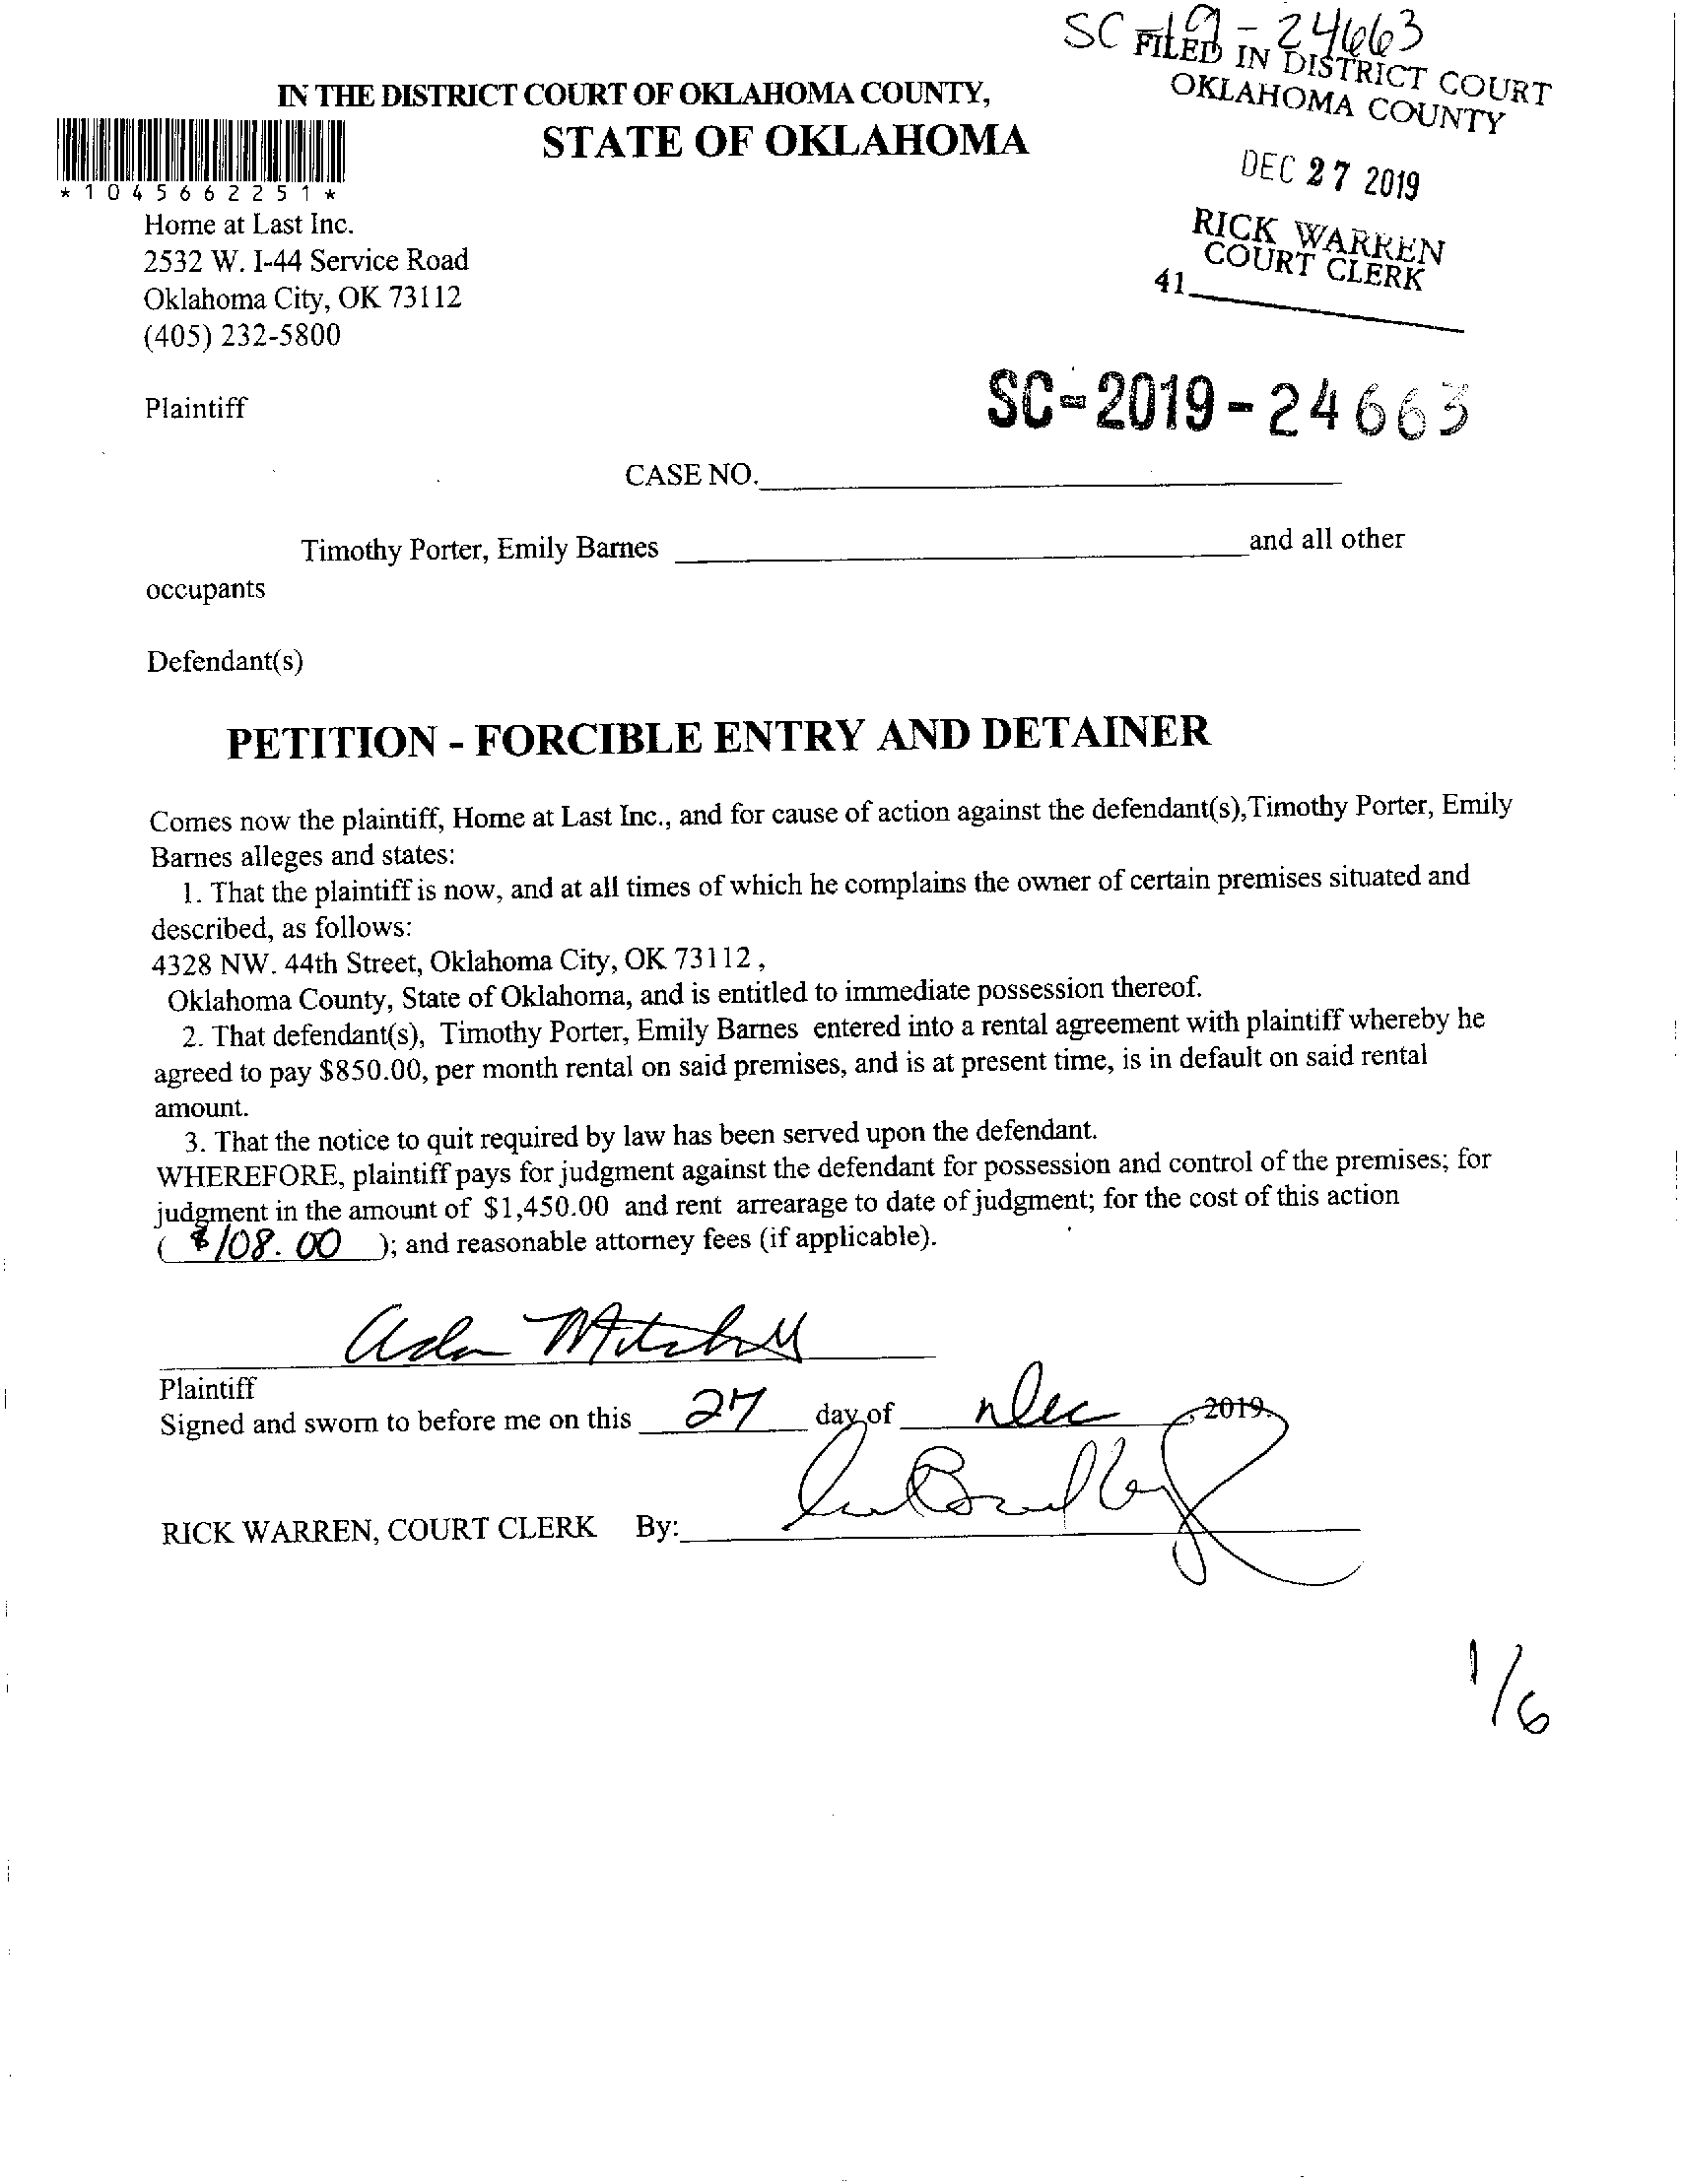 SC-19-24663
FILED IN DISTRICT COURT
OKLAHOMA COUNTY
IN THE DISTRICT COURT OF OKLAHOMA COUNTY,
STATE OF OKLAHOMA
DEC 27 2019
*1045662251*
RICK WARREN
COURT CLERK
41
Home at Last Inc.
2532 W. I-44 Service Road
Oklahoma City, OK 73112
(405) 232-5800
Plaintiff
SC-2019-24663
CASE NO.
Timothy Porter, Emily Barnes and all other
occupants
Defendant(s)
PETITION - FORCIBLE ENTRY AND DETAINER
Comes now the plaintiff, Home at Last Inc., and for cause of action against the defendant(s),Timothy Porter, Emily
Barnes alleges and states:
1. That the plaintiff is now, and at all times of which he complains the owner of certain premises situated and
described, as follows:
4328 NW. 44th Street, Oklahoma City, OK 73112 ,
Oklahoma County, State of Oklahoma, and is entitled to immediate possession thereof.
2. That defendant(s), Timothy Porter, Emily Barnes entered into a rental agreement with plaintiff whereby he
agreed to pay $850.00, per month rental on said premises, and is at present time, is in default on said rental
amount.
3. That the notice to quit required by law has been served upon the defendant.
WHEREFORE, plaintiff pays for judgment against the defendant for possession and control of the premises; for
judgment in the amount of $1,450.00 and rent arrearage to date of judgment; for the cost of this action
( $108.00 ); and reasonable attorney fees (if applicable).
Ada Mitchell
Plaintiff
Signed and sworn to before me on this 27 day of Dec , 2019.
RICK WARREN, COURT CLERK By:
1/6